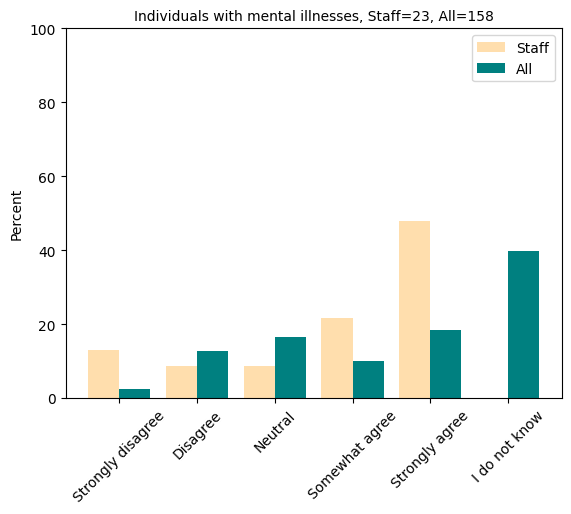 Individuals with mental illnesses, Staff=23, All=158
100
80
60
40
20
0
Percent
Staff
All
Strongly disagree
Disagree
Neutral
Somewhat agree
Strongly agree
I do not know